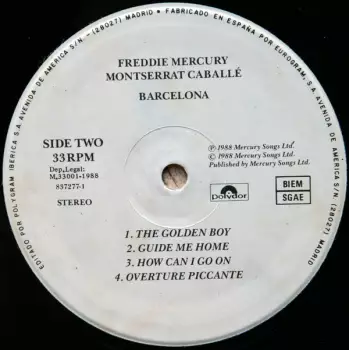 EDITADO POR POLYGRAM IBERICA S.A. AVENIDA DE AMERICA S/N. - (28027) MADRID • FABRICADO EN ESPAÑA POR EUROGRAM, S.A. AVENIDA DE AMERICA S/N. - (28027) MADRID
FREDDIE MERCURY
MONTSERRAT CABALLÉ
BARCELONA
SIDE TWO
33 RPM
Dep, Legal:
M,33001-1988
837277-1
STEREO
℗ 1988 Mercury Songs Ltd.
© 1988 Mercury Songs Ltd.
Published by Mercury Songs Ltd.
polydor
BIEM
SGAE
1. THE GOLDEN BOY
2. GUIDE ME HOME
3. HOW CAN I GO ON
4. OVERTURE PICCANTE